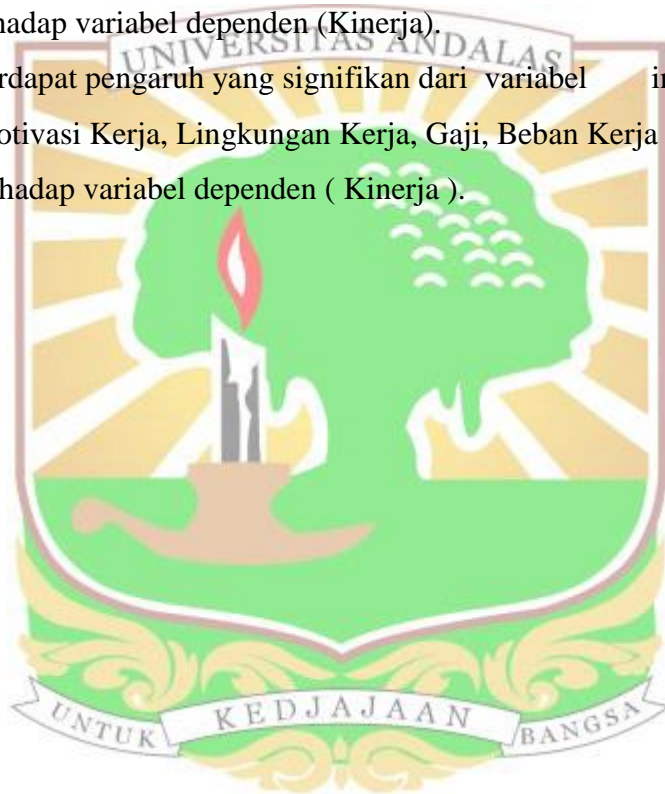 hadap variabel dependen (Kinerja).
UNIVERSITAS ANDALAS
rdapat pengaruh yang signifikan dari variabel in
otivasi Kerja, Lingkungan Kerja, Gaji, Beban Kerja
hadap variabel dependen ( Kinerja ).
UNTUK KEDJAJAAN BANGSA